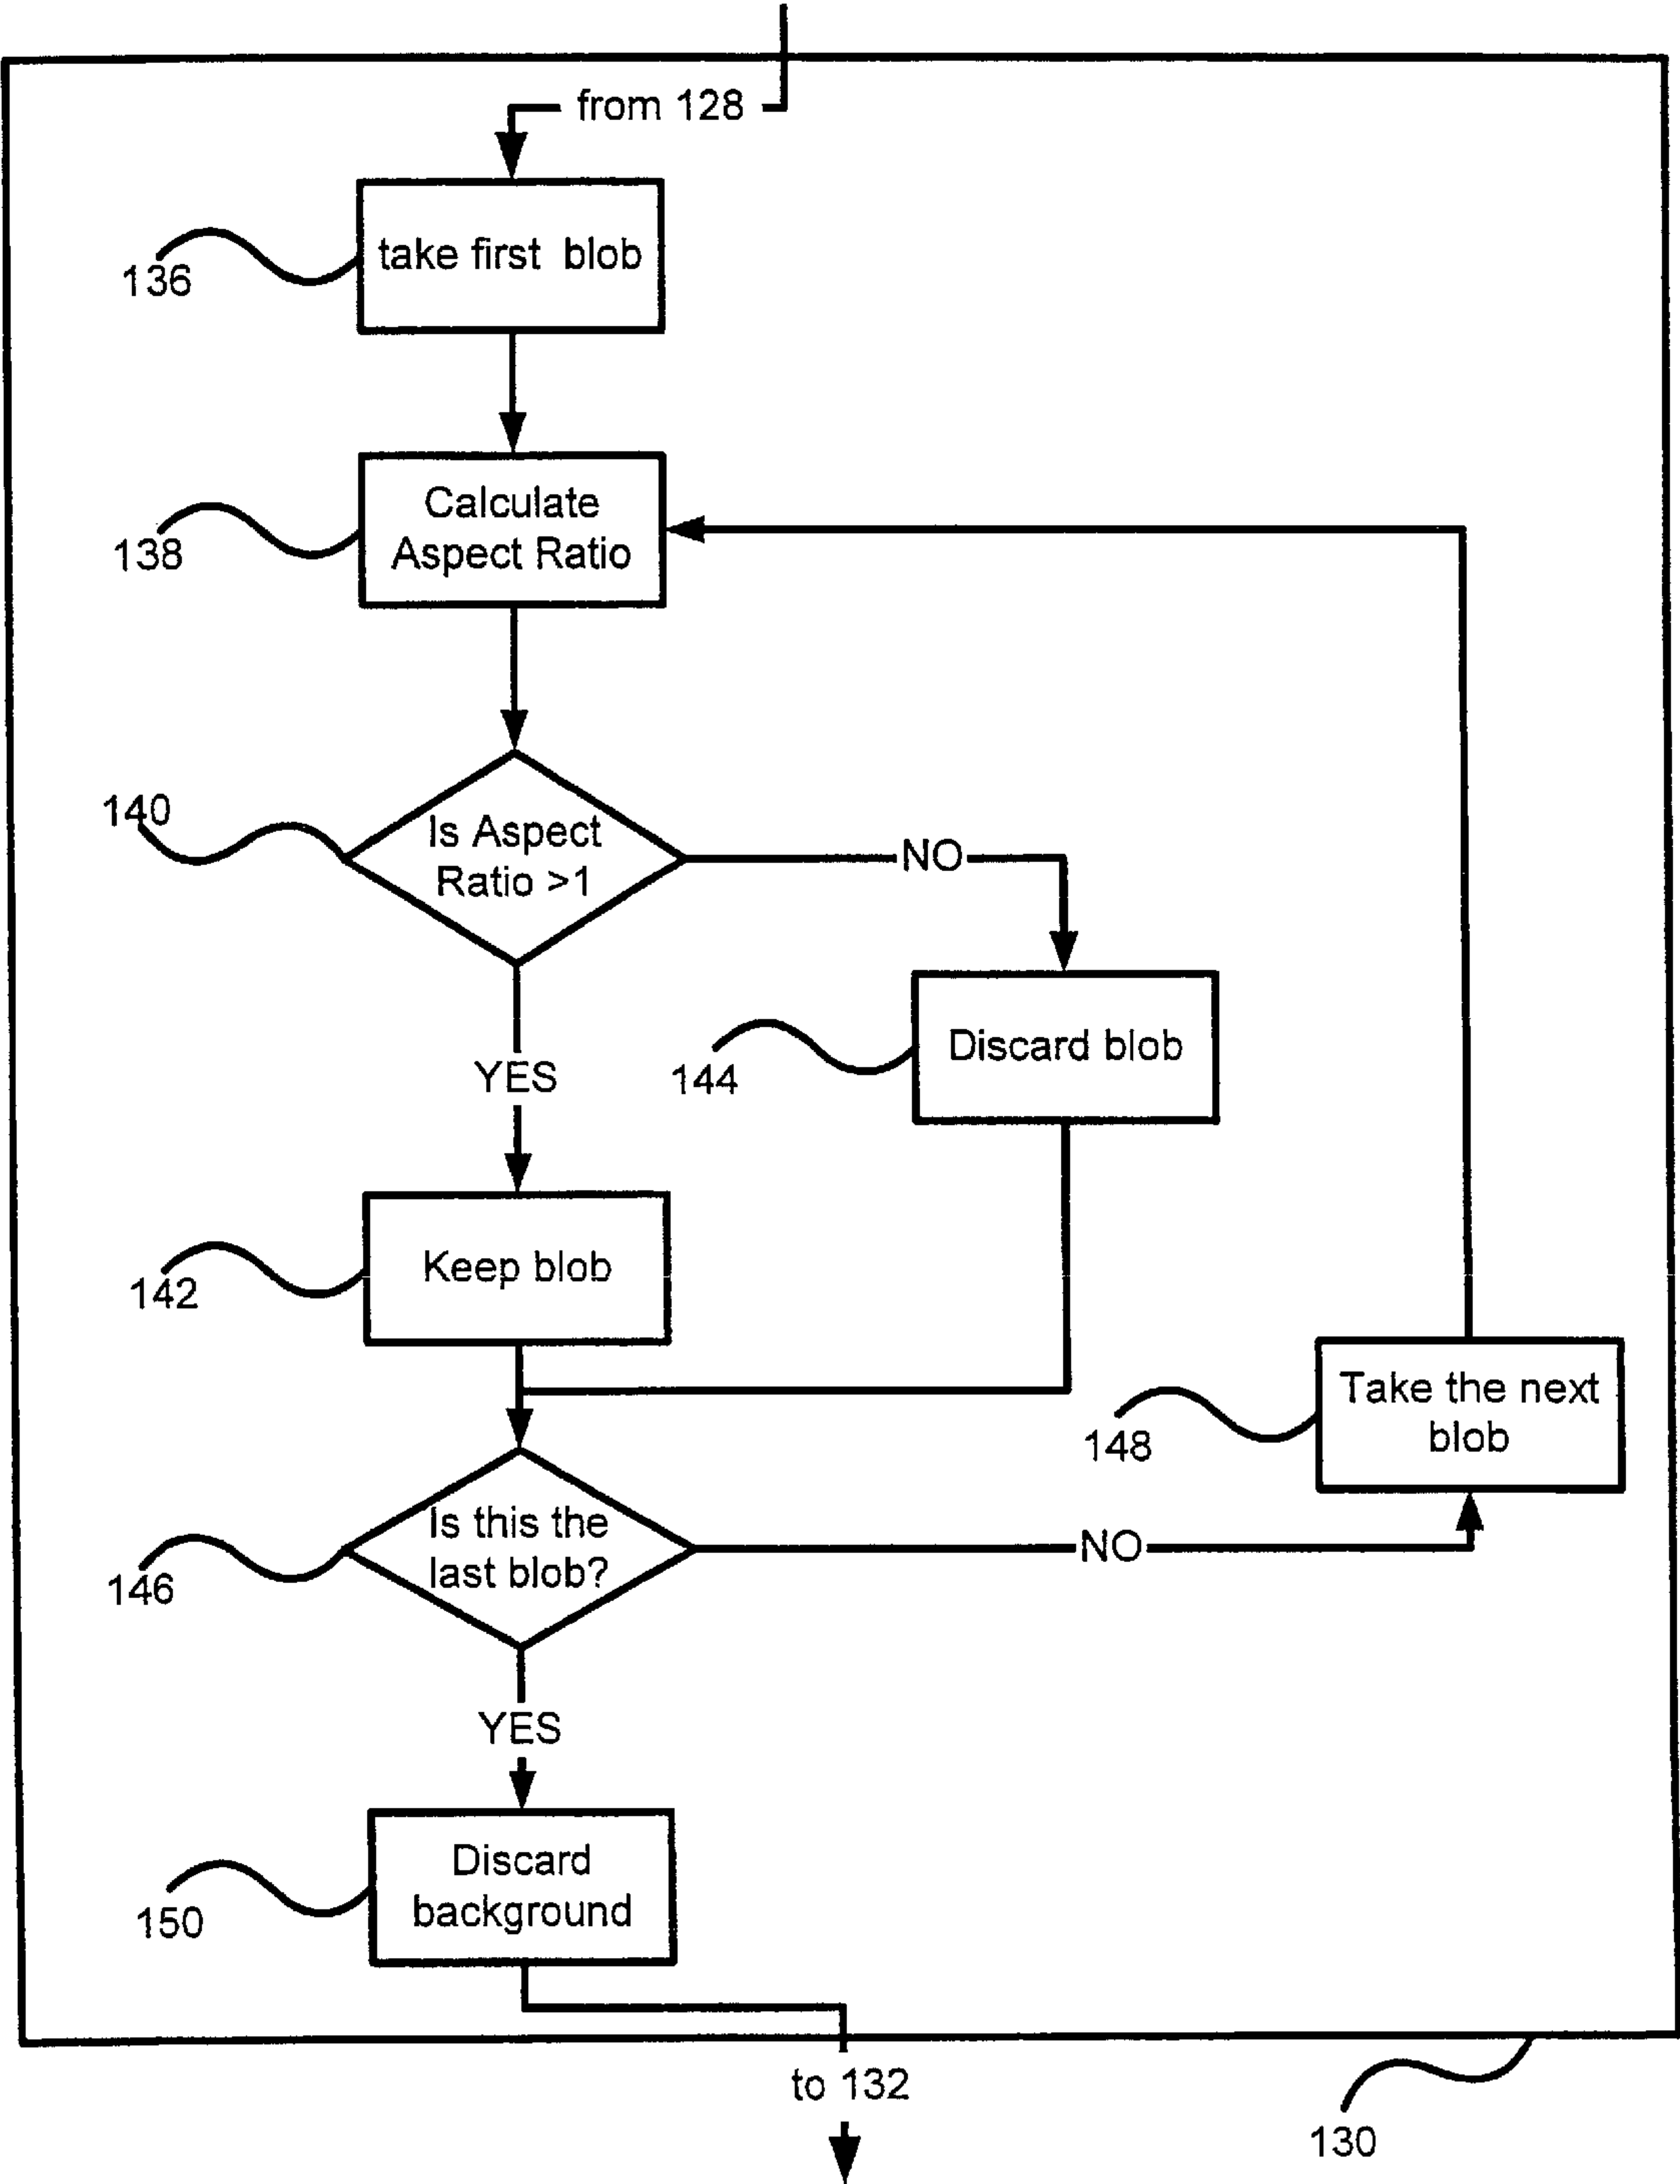 from 128
take first blob
136
Calculate
Aspect Ratio
138
140
Is Aspect
Ratio >1
NO
Discard blob
144
YES
Keep blob
142
Take the next
blob
148
Is this the
last blob?
NO
146
YES
Discard
background
150
to 132
130